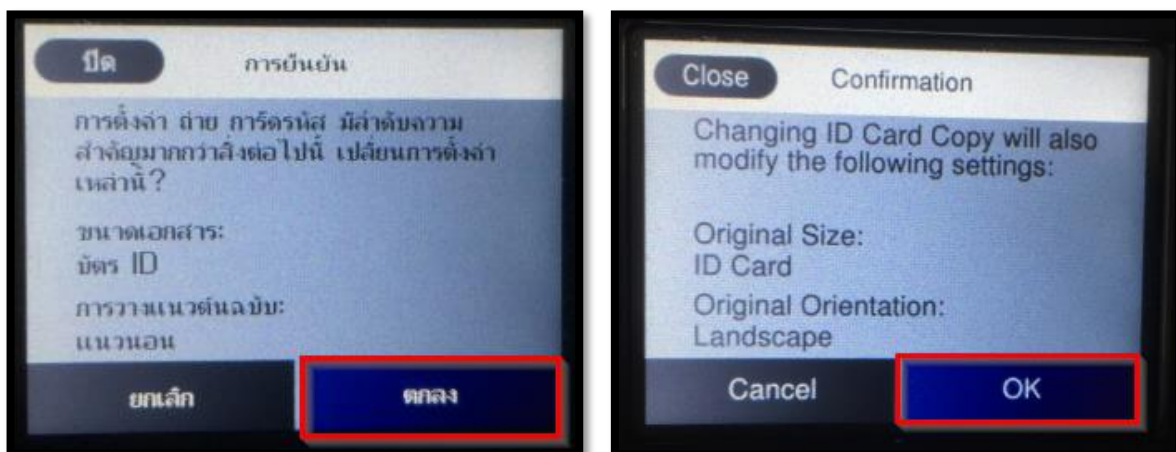 ปิด
การยืนยัน
การตั้งค่า ถ่าย การ์ดรหัส มีลำดับความ
สำคัญมากกว่าสิ่งต่อไปนี้ เปลี่ยนการตั้งค่า
เหล่านี้?
ขนาดเอกสาร:
บัตร ID
การวางแนวต้นฉบับ:
แนวนอน
ยกเลิก
ตกลง
Close
Confirmation
Changing ID Card Copy will also
modify the following settings:
Original Size:
ID Card
Original Orientation:
Landscape
Cancel
OK